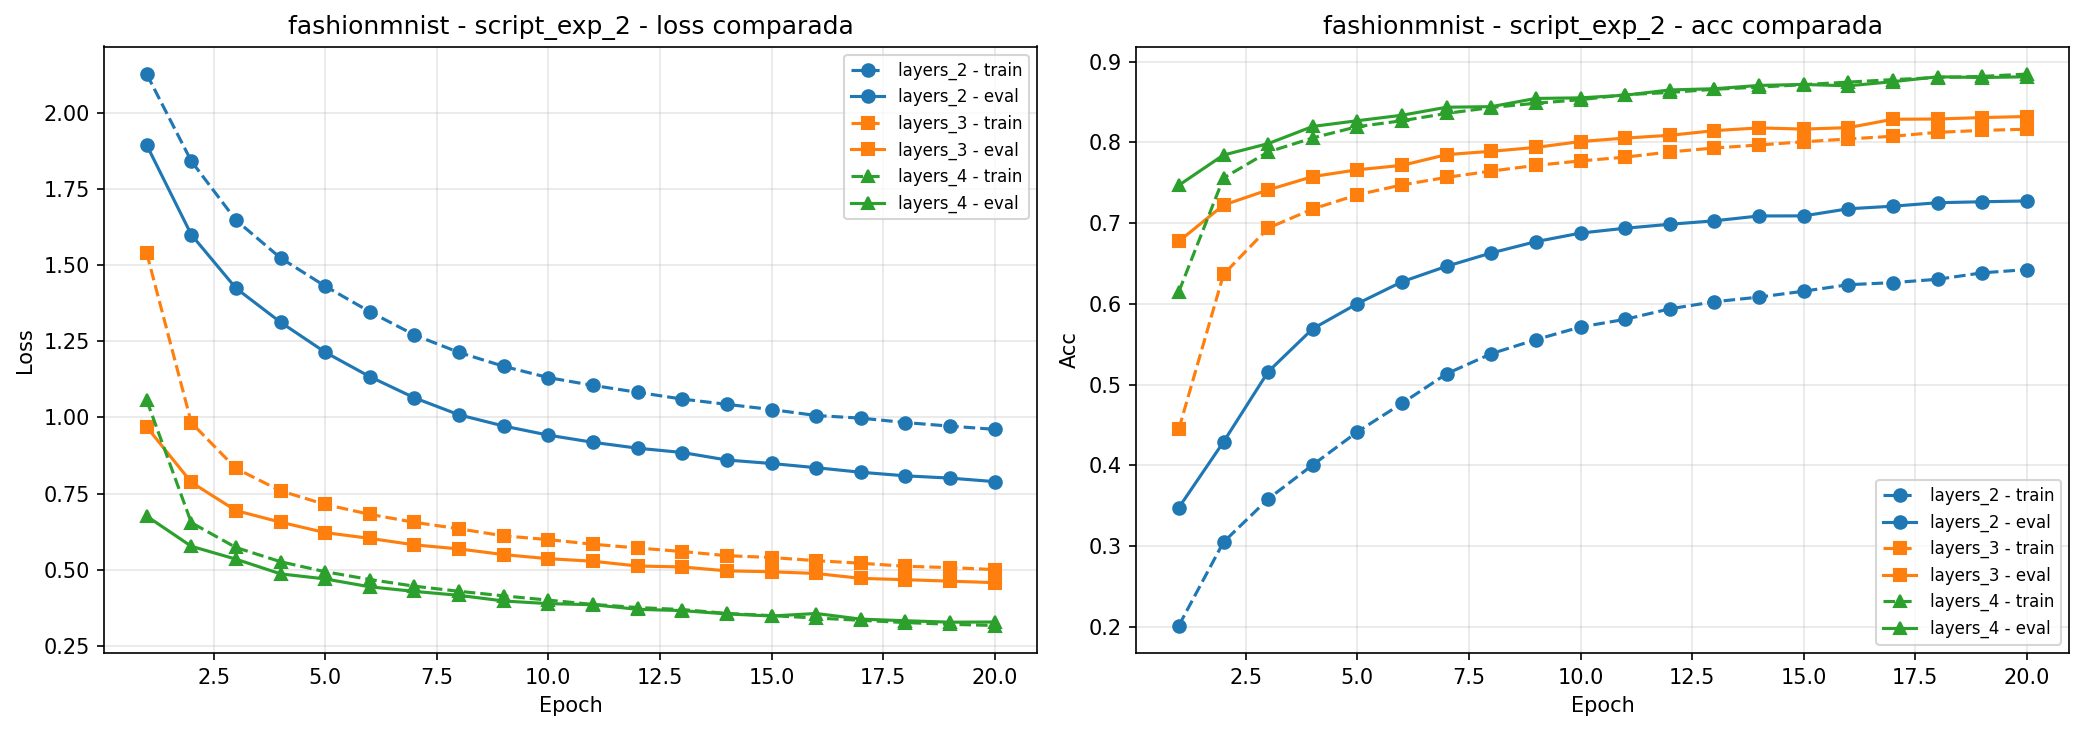 fashionmnist - script_exp_2 - loss comparada
2.00
1.75
1.50
1.25
1.00
0.75
0.50
0.25
Loss
2.5
5.0
7.5
10.0
12.5
15.0
17.5
20.0
Epoch
layers_2 - train
layers_2 - eval
layers_3 - train
layers_3 - eval
layers_4 - train
layers_4 - eval
fashionmnist - script_exp_2 - acc comparada
0.9
0.8
0.7
0.6
0.5
0.4
0.3
0.2
Acc
2.5
5.0
7.5
10.0
12.5
15.0
17.5
20.0
Epoch
layers_2 - train
layers_2 - eval
layers_3 - train
layers_3 - eval
layers_4 - train
layers_4 - eval